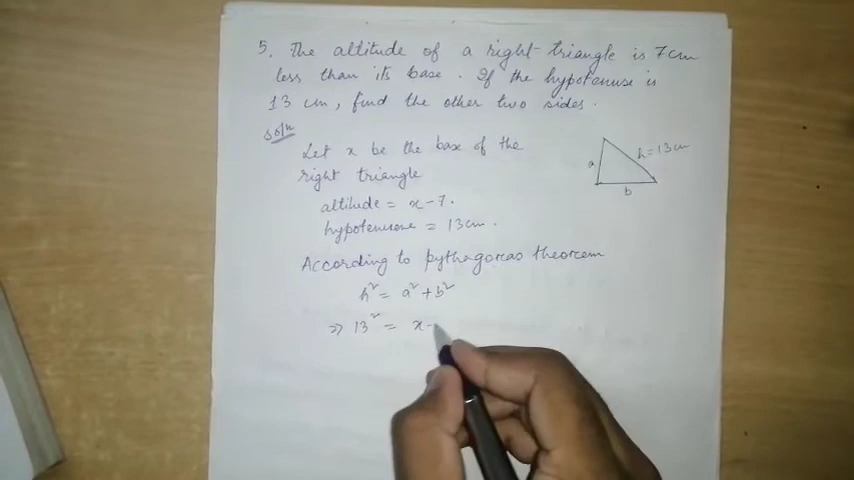 5. The altitude of a right triangle is 7cm
less than its base. If the hypotenuse is
13 cm, find the other two sides.
Soln
Let x be the base of the
right triangle
altitude = x-7.
hypotenuse = 13cm.
a
h=13cm
b
According to pythagoras theorem
h² = a² + b²
⇒ 13² = x-